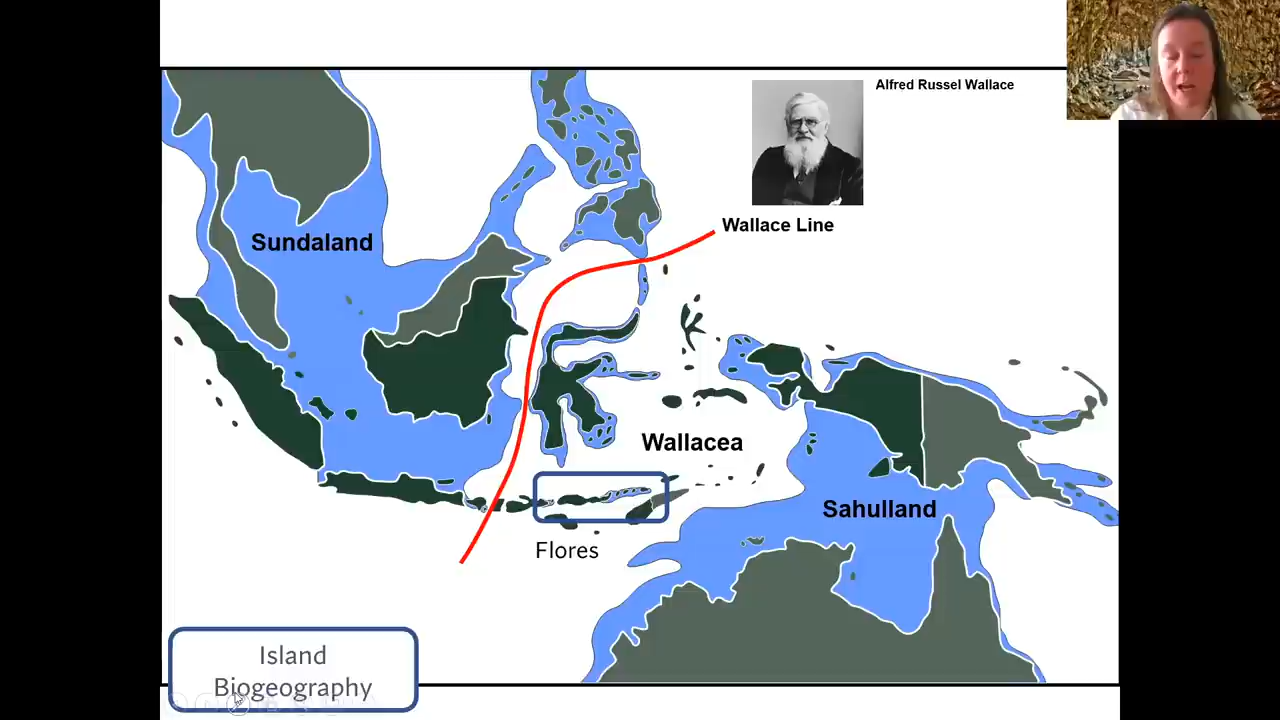 Alfred Russel Wallace
Wallace Line
Sundaland
Wallacea
Sahulland
Flores
Island
Biogeography